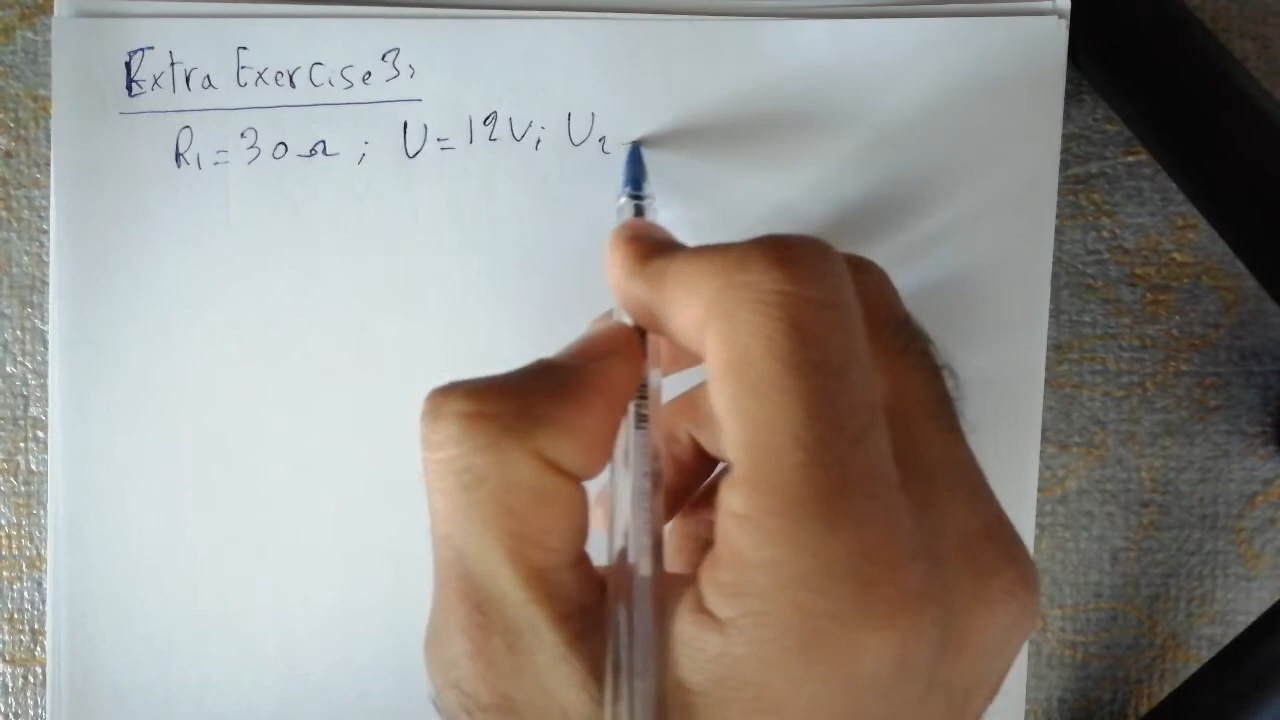 Extra Exercise 3,
R₁ = 30 Ω ; U = 12V; U₂ -